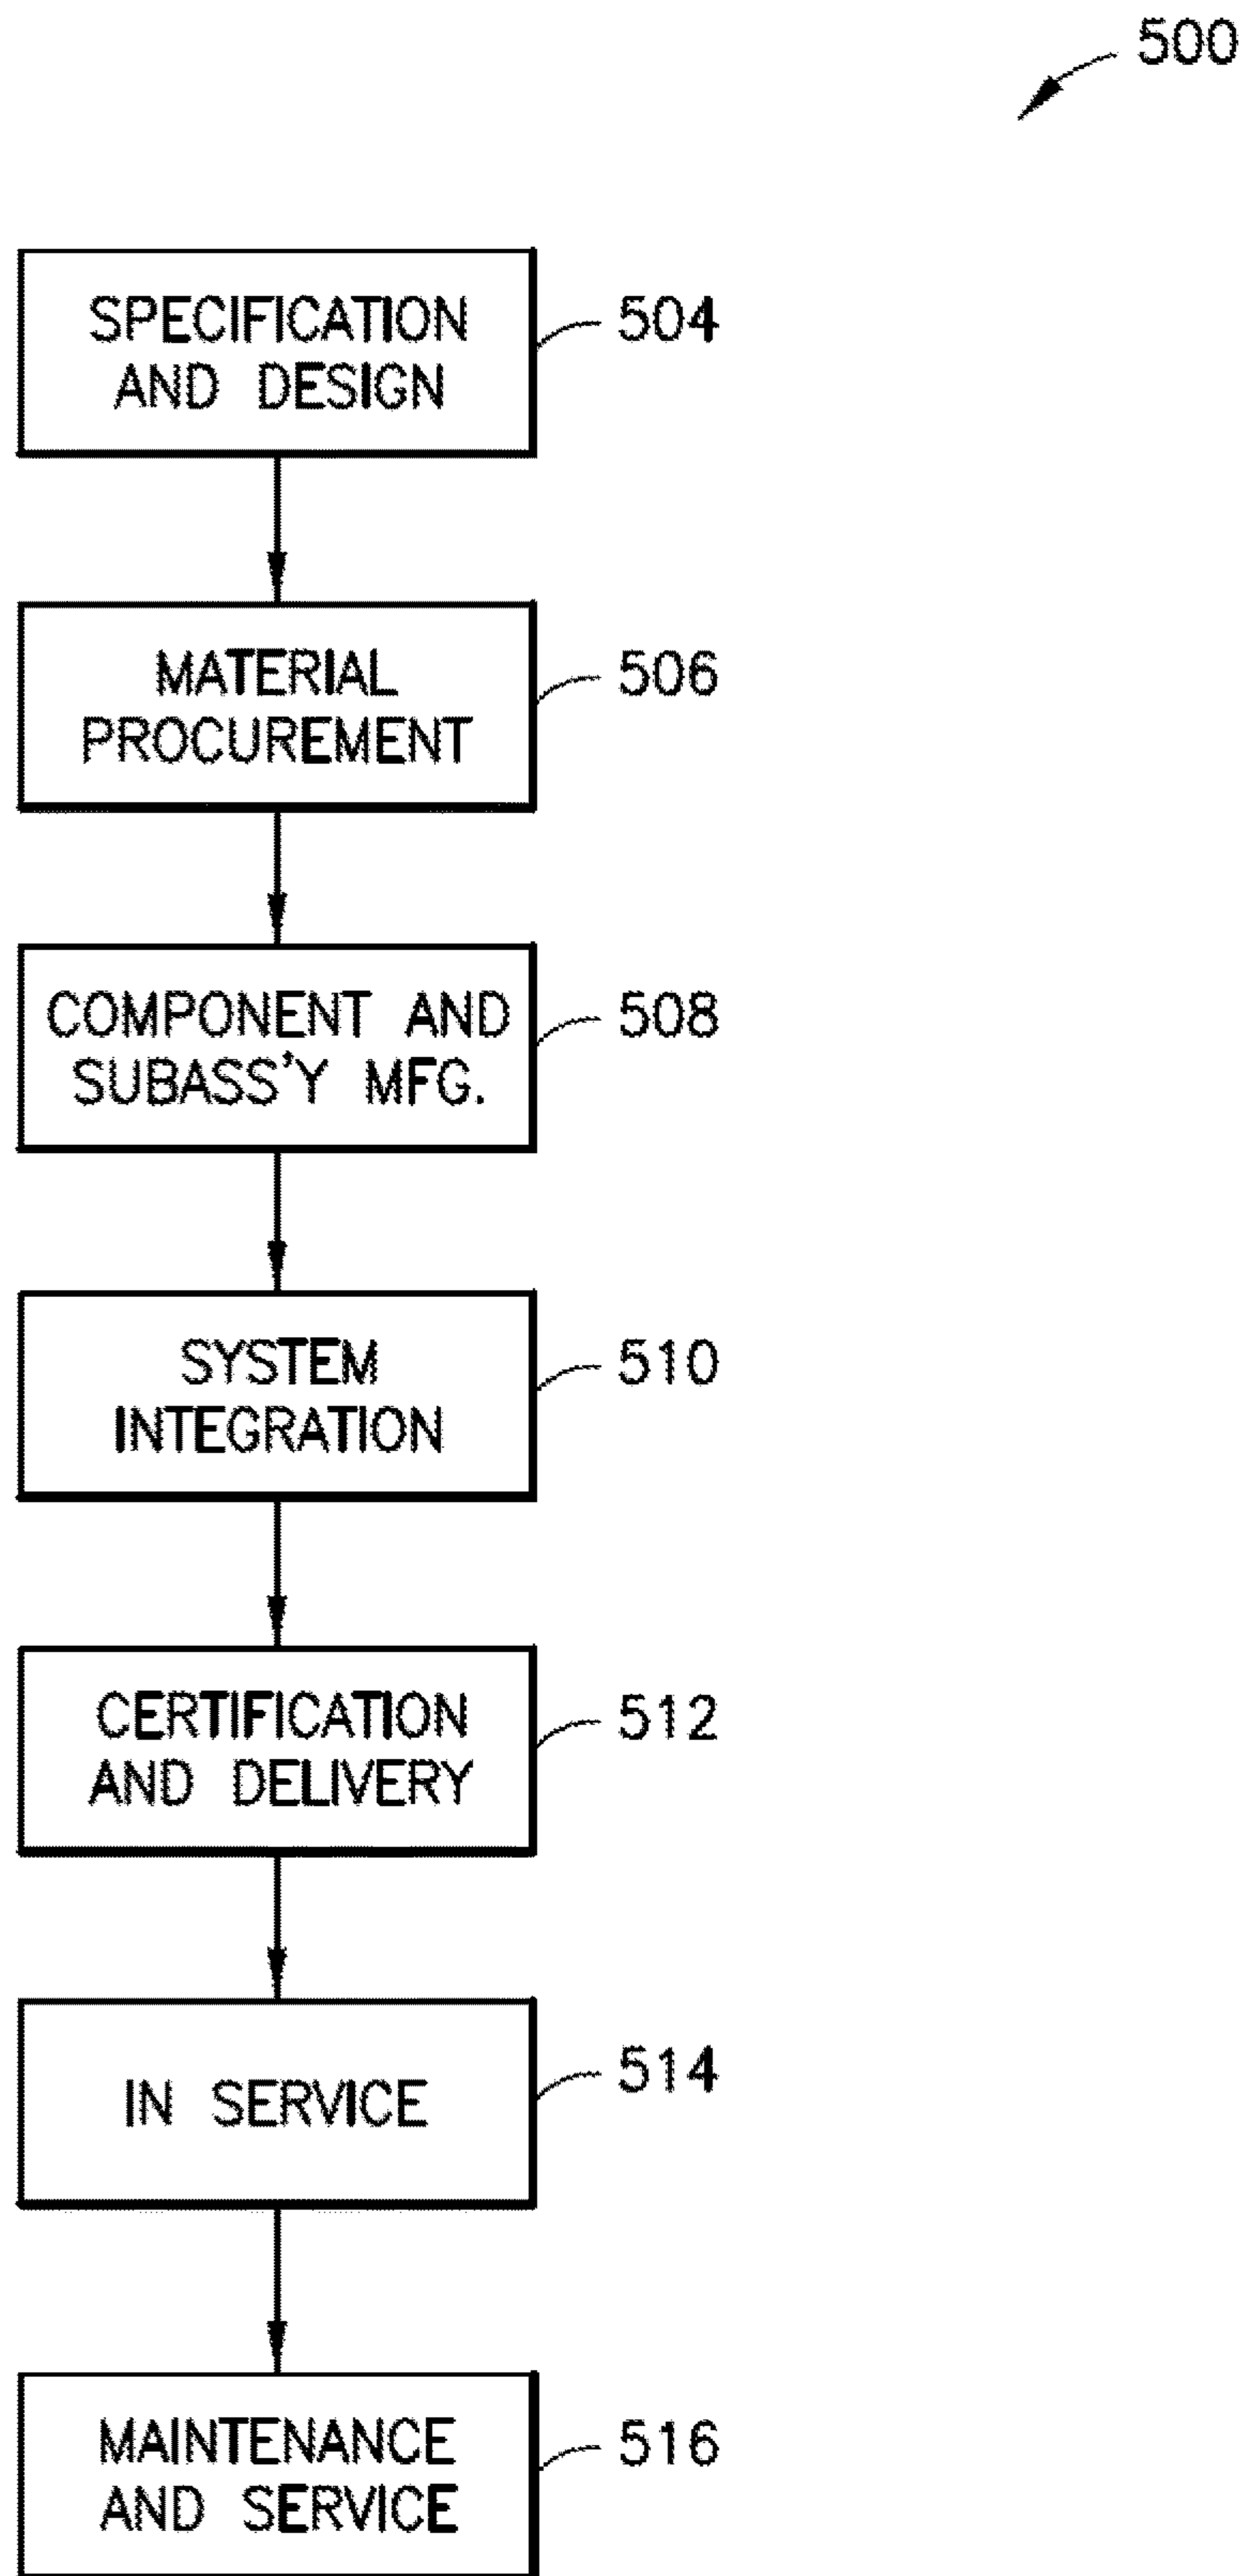 500
SPECIFICATION
AND DESIGN
504
MATERIAL
PROCUREMENT
506
COMPONENT AND
SUBASS'Y MFG.
508
SYSTEM
INTEGRATION
510
CERTIFICATION
AND DELIVERY
512
IN SERVICE
514
MAINTENANCE
AND SERVICE
516